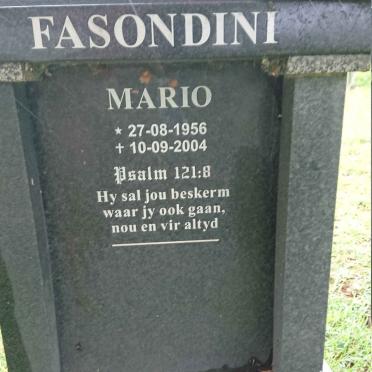 FASONDINI
MARIO
* 27-08-1956
✝ 10-09-2004
Psalm 121:8
Hy sal jou beskerm
waar jy ook gaan,
nou en vir altyd